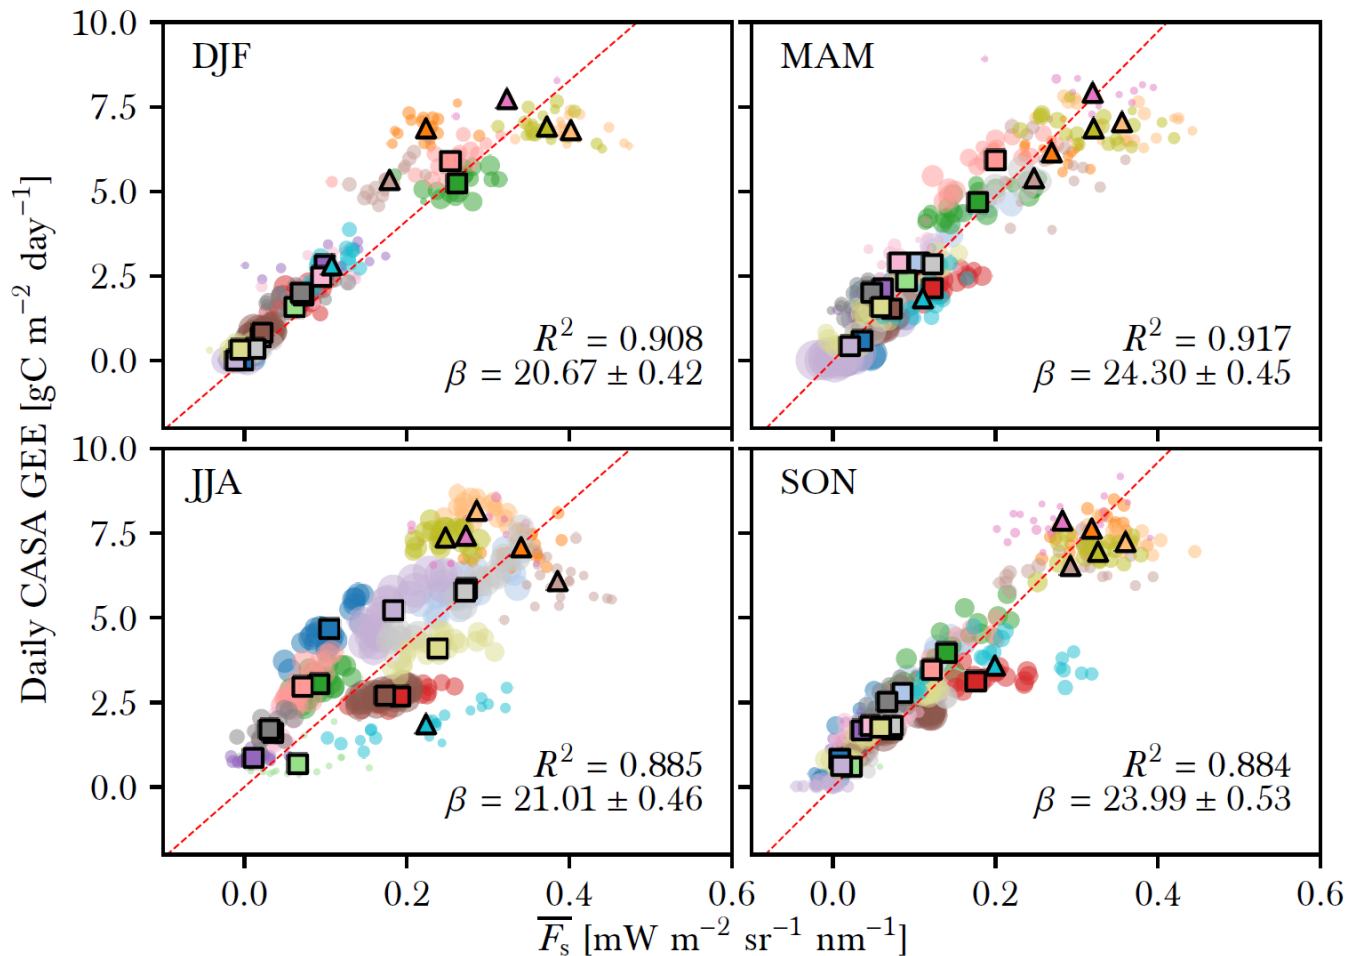 10.0
7.5
5.0
2.5
0.0
DJF
R² = 0.908
β = 20.67 ± 0.42
MAM
R² = 0.917
β = 24.30 ± 0.45
10.0
7.5
5.0
2.5
0.0
JJA
R² = 0.885
β = 21.01 ± 0.46
SON
R² = 0.884
β = 23.99 ± 0.53
0.0 0.2 0.4 0.6 0.0 0.2 0.4 0.6
Daily CASA GEE [gC m⁻² day⁻¹]
F̅ₛ [mW m⁻² sr⁻¹ nm⁻¹]